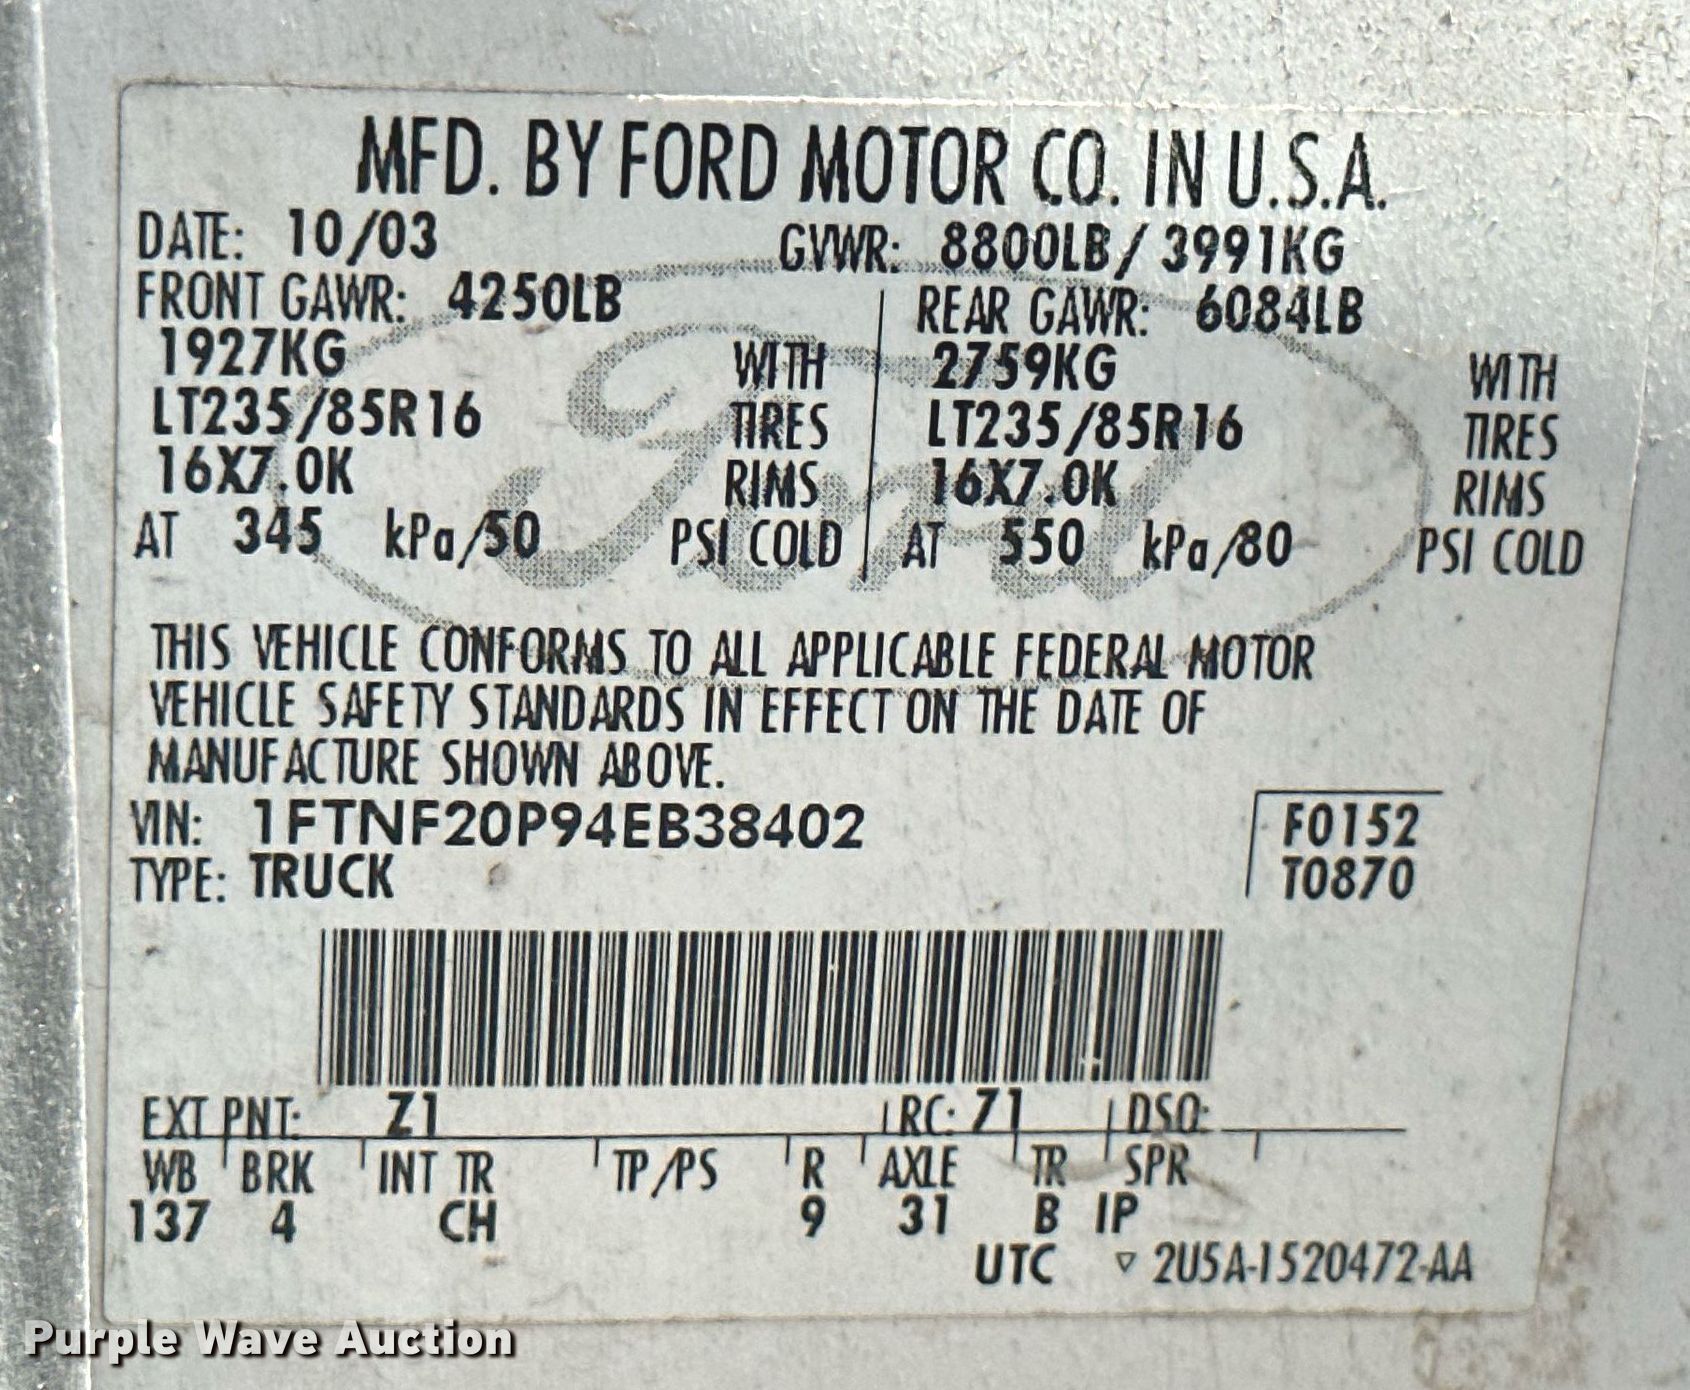 MFD. BY FORD MOTOR CO. IN U.S.A.
DATE: 10/03 GVWR: 8800LB/ 3991KG
FRONT GAWR: 4250LB REAR GAWR: 6084LB
1927KG WITH 2759KG WITH
LT235/85R16 TIRES LT235/85R16 TIRES
16X7.0K RIMS 16X7.0K RIMS
AT 345 kPa/50 PSI COLD AT 550 kPa/80 PSI COLD
Ford
THIS VEHICLE CONFORMS TO ALL APPLICABLE FEDERAL MOTOR
VEHICLE SAFETY STANDARDS IN EFFECT ON THE DATE OF
MANUFACTURE SHOWN ABOVE.
VIN: 1FTNF20P94EB38402 F0152
TYPE: TRUCK T0870
EXT PNT: Z1 RC: 71 DSO:
WB BRK INT TR TP/PS R AXLE TR SPR
137 4 CH 9 31 B IP
UTC ▽ 2U5A-1520472-AA
Purple Wave Auction